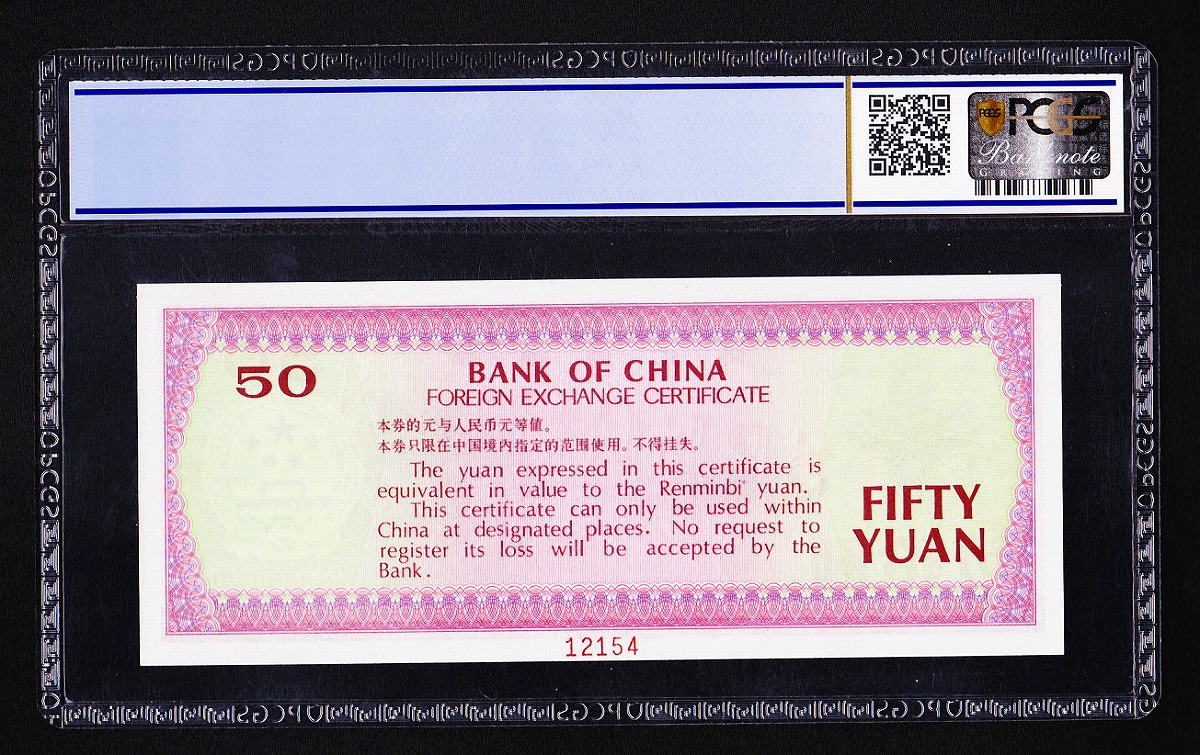 PCGS
PCGS
Banknote
GRADING
50
BANK OF CHINA
FOREIGN EXCHANGE CERTIFICATE
本券的元与人民币元等値。
本券只限在中国境内指定的范围使用。不得挂失。
The yuan expressed in this certificate is
equivalent in value to the Renminbi yuan.
This certificate can only be used within
China at designated places. No request to
register its loss will be accepted by the
Bank.
FIFTY
YUAN
12154